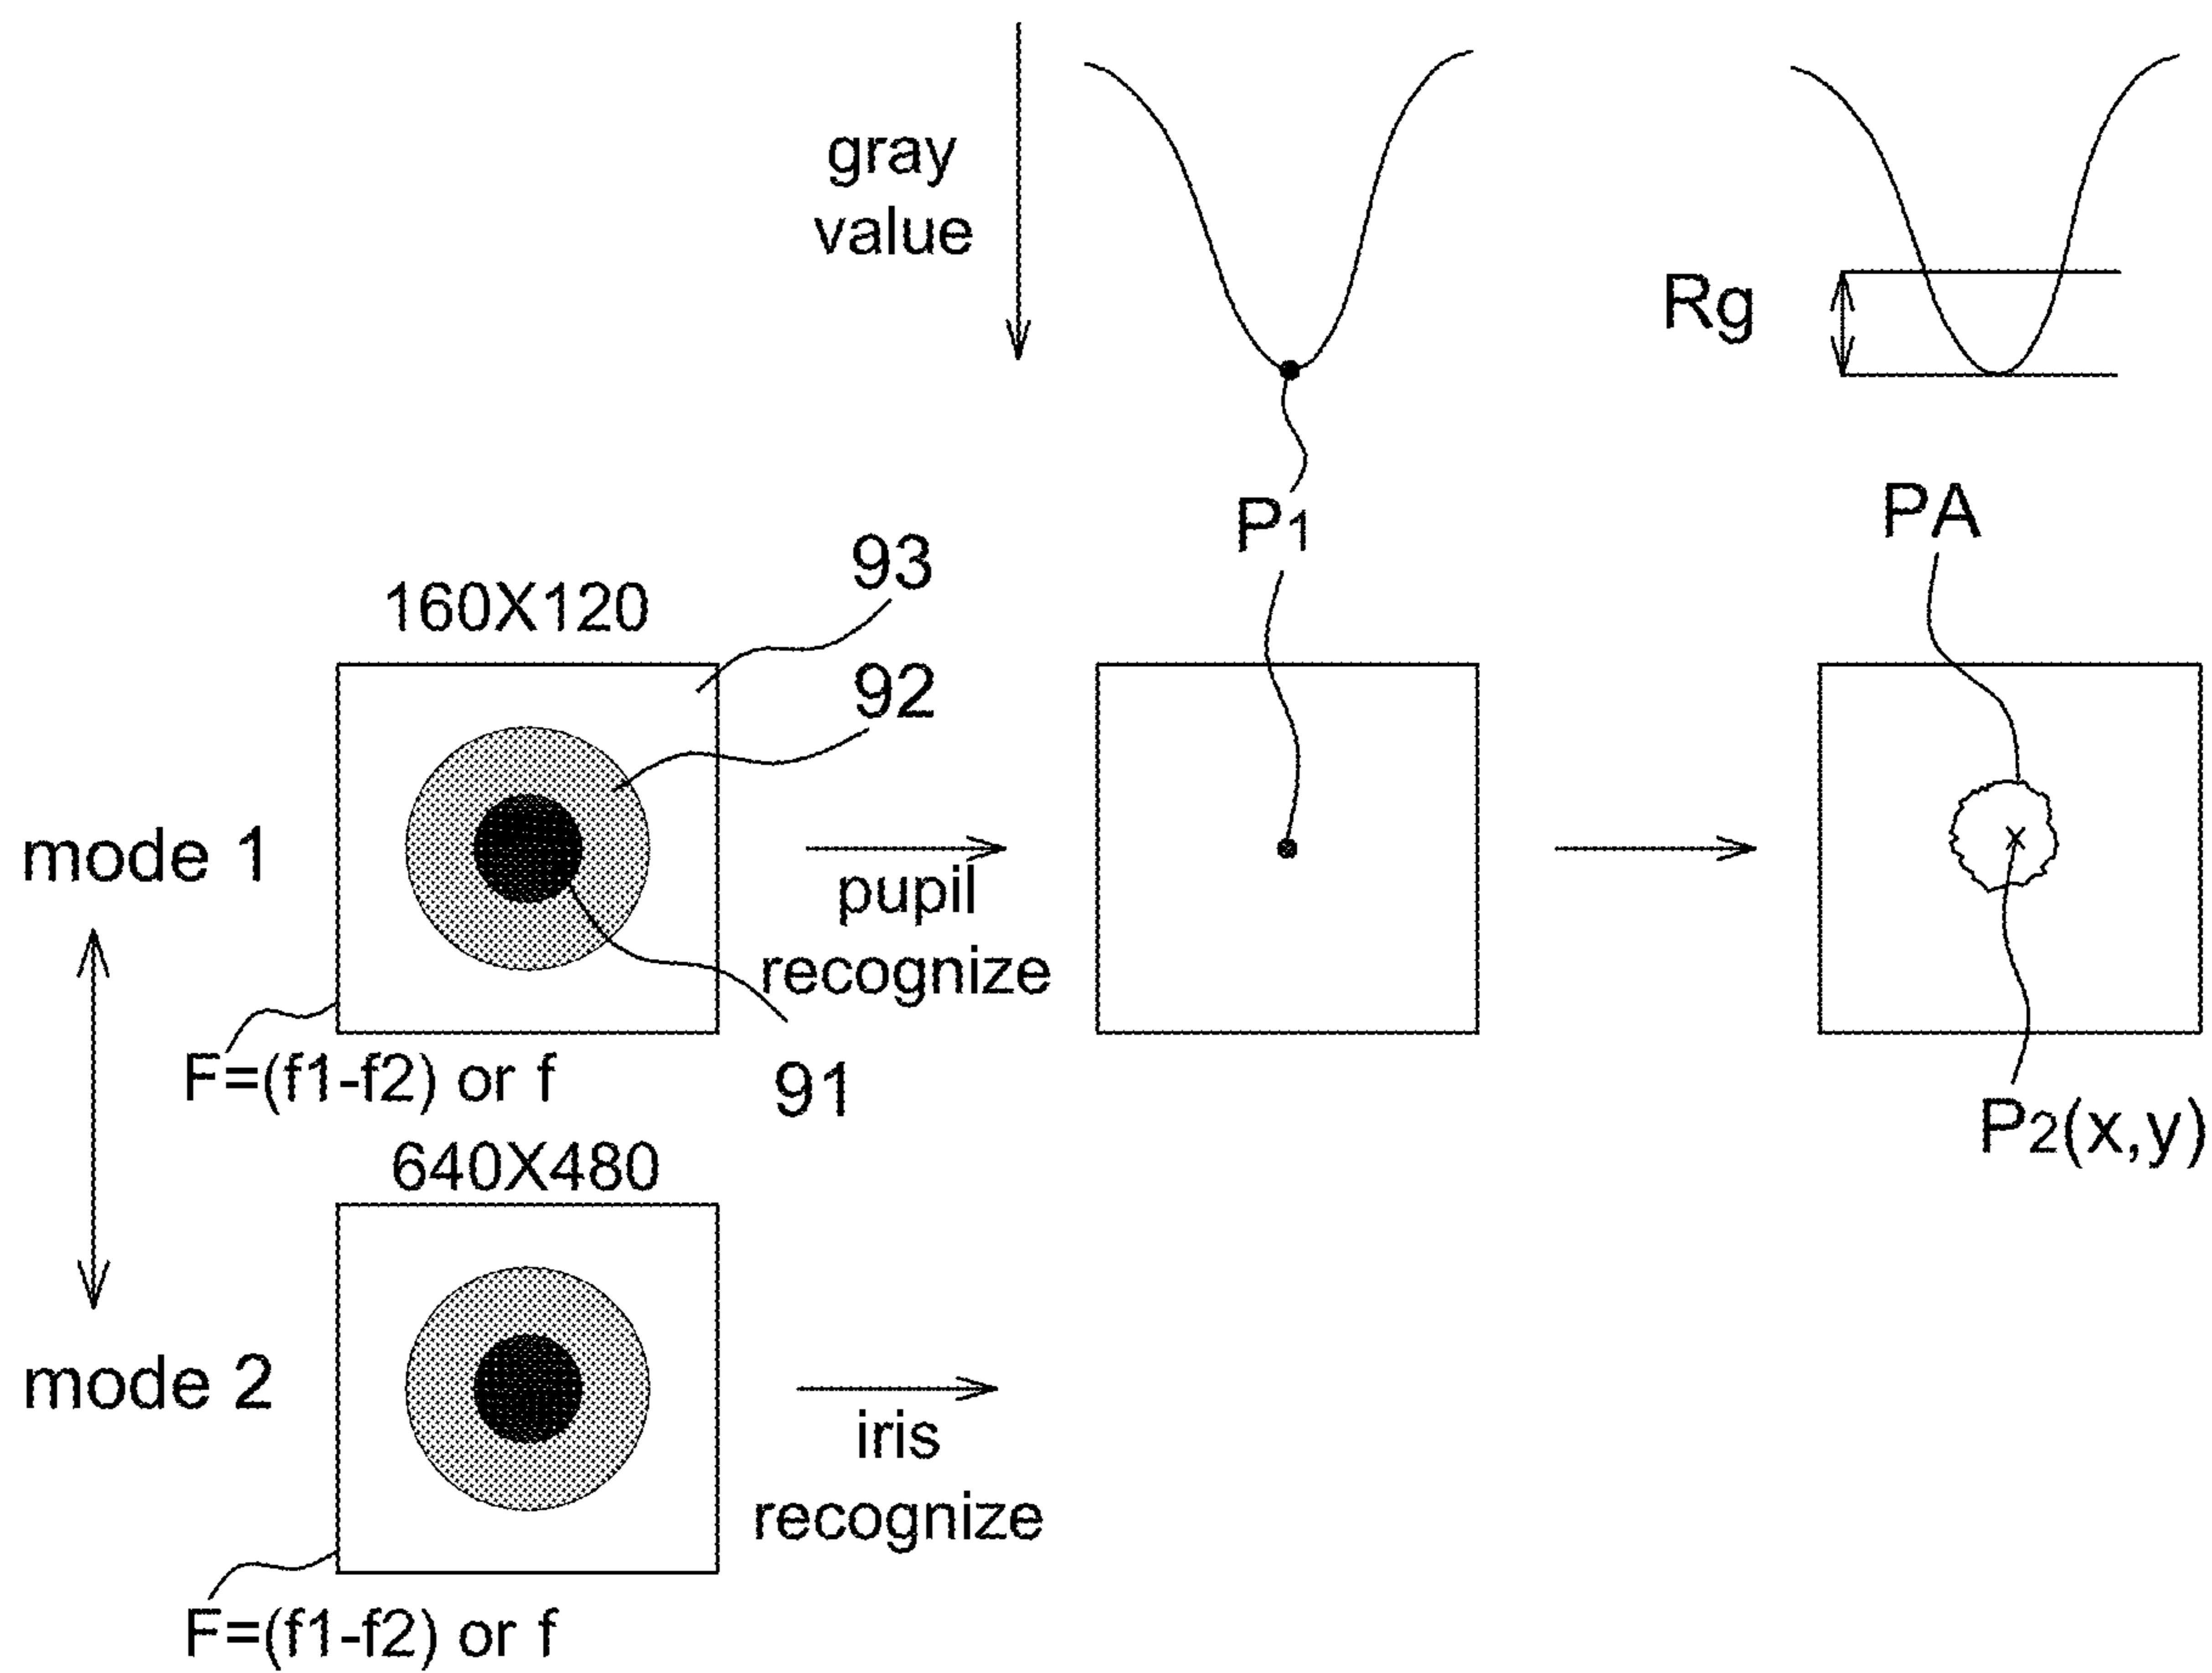 gray
value
Rg
P1
PA
93
160X120
92
mode 1
pupil
recognize
F=(f1-f2) or f
91
P2(x,y)
640X480
mode 2
iris
recognize
F=(f1-f2) or f